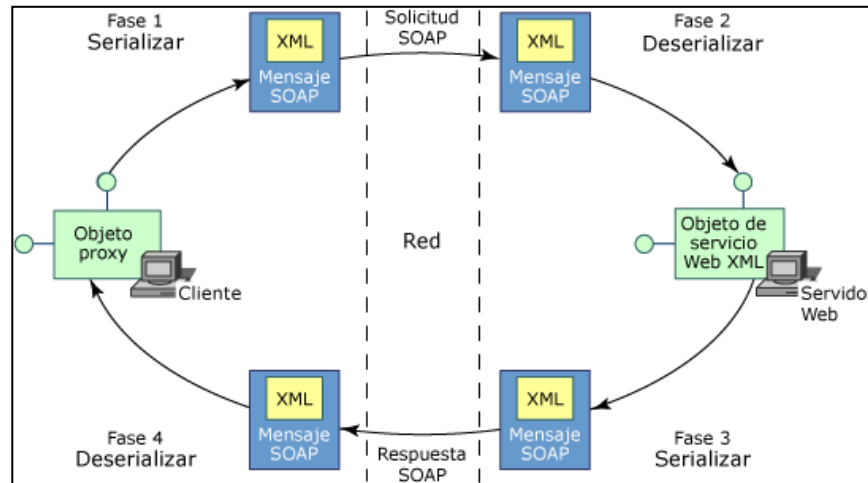 Fase 1
Serializar
XML
Mensaje
SOAP
Solicitud
SOAP
XML
Mensaje
SOAP
Fase 2
Deserializar
Objeto
proxy
Cliente
Red
Objeto de
servicio
Web XML
Servido
Web
Fase 4
Deserializar
XML
Mensaje
SOAP
Respuesta
SOAP
XML
Mensaje
SOAP
Fase 3
Serializar